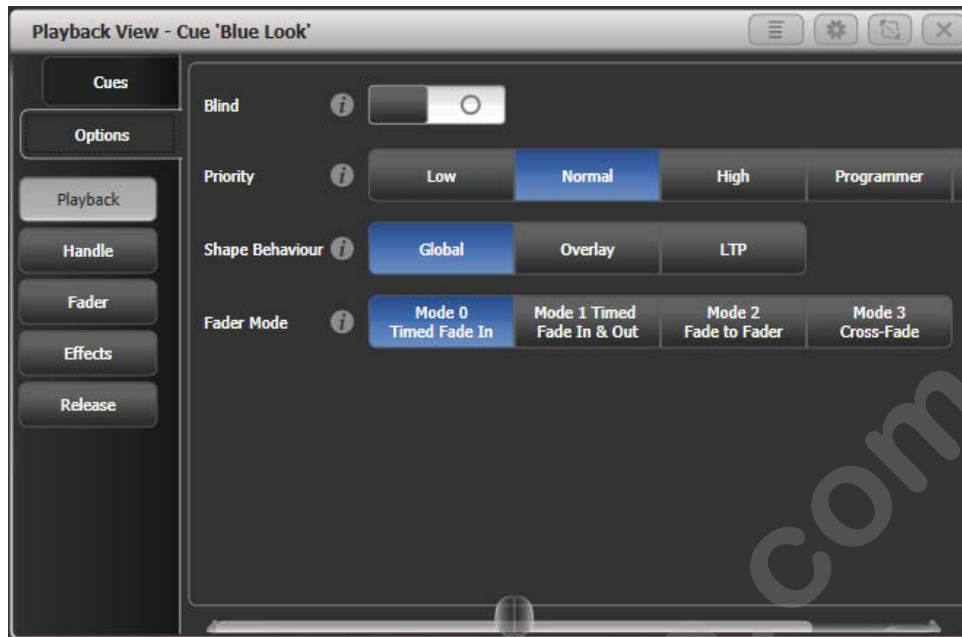 Playback View - Cue 'Blue Look'
Cues
Options
Playback
Handle
Fader
Effects
Release
Blind
Priority
Low Normal High Programmer
Shape Behaviour
Global Overlay LTP
Fader Mode
Mode 0 Timed Fade In
Mode 1 Timed Fade In & Out
Mode 2 Fade to Fader
Mode 3 Cross-Fade
com